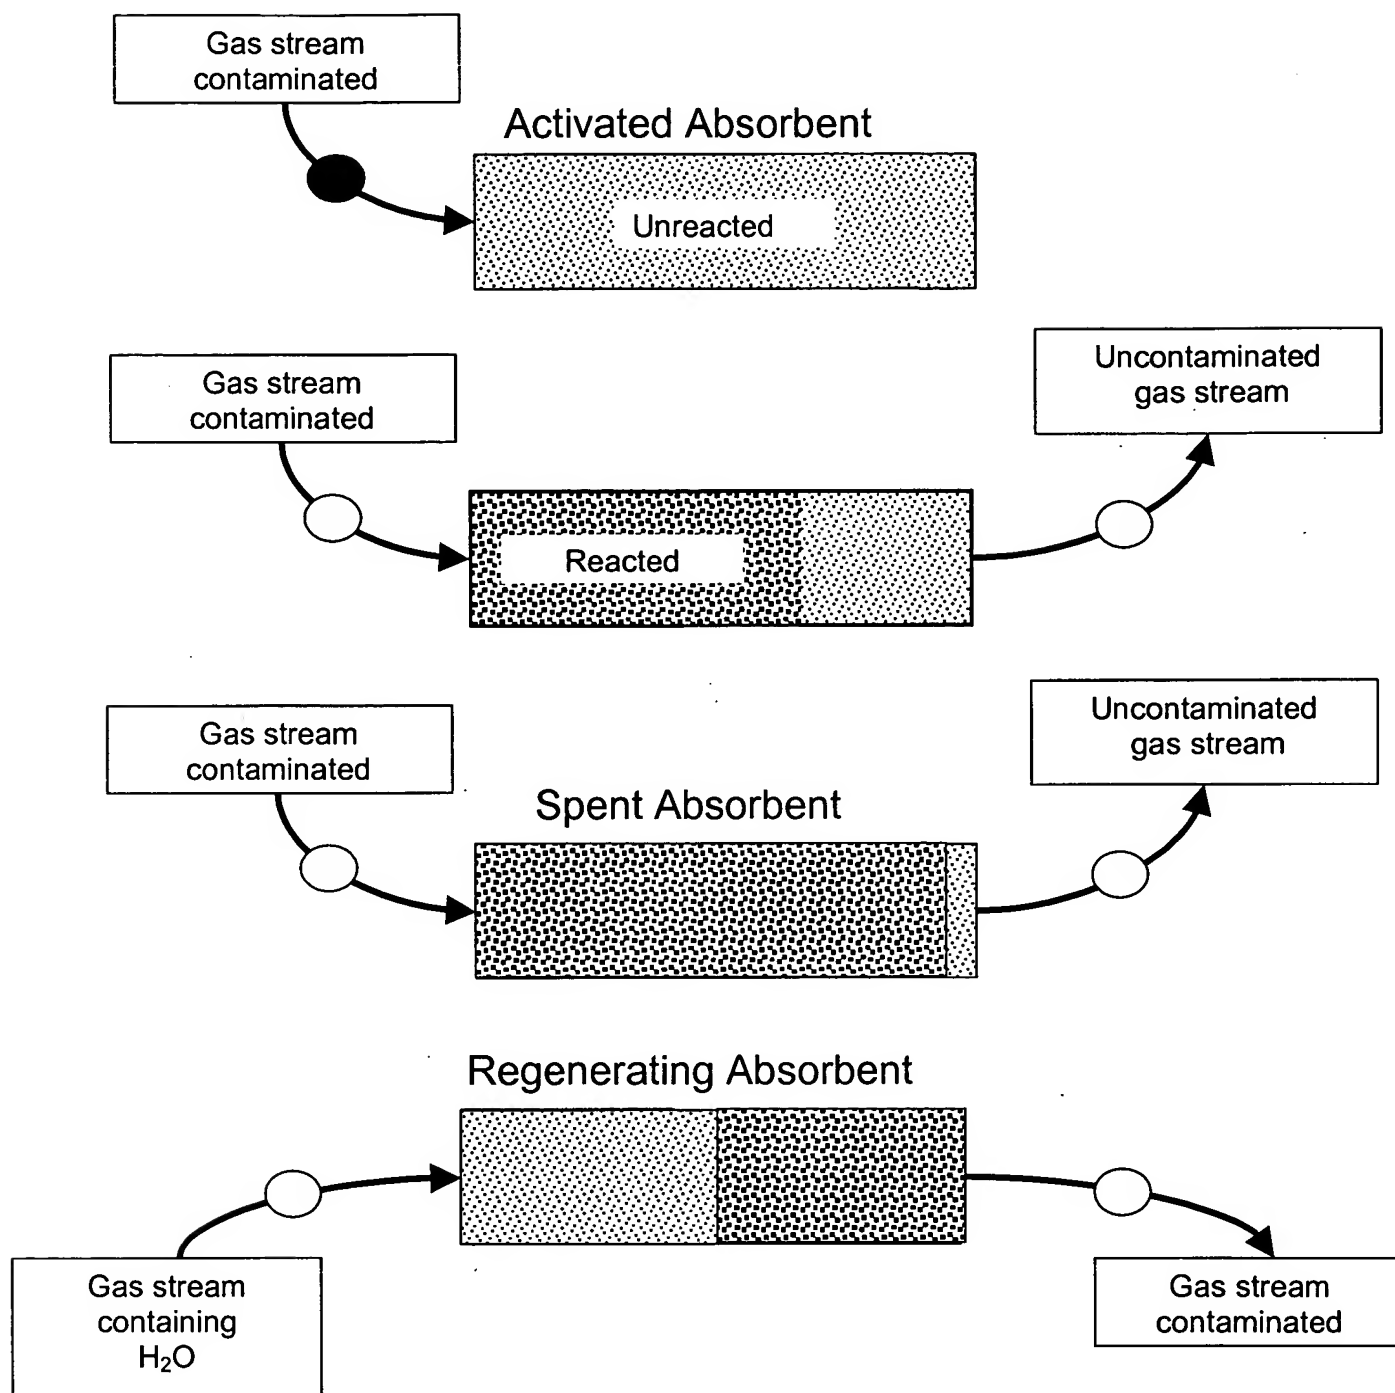 Gas stream
contaminated
Activated Absorbent
Unreacted
Gas stream
contaminated
Uncontaminated
gas stream
Reacted
Gas stream
contaminated
Uncontaminated
gas stream
Spent Absorbent
Regenerating Absorbent
Gas stream
containing
H₂O
Gas stream
contaminated